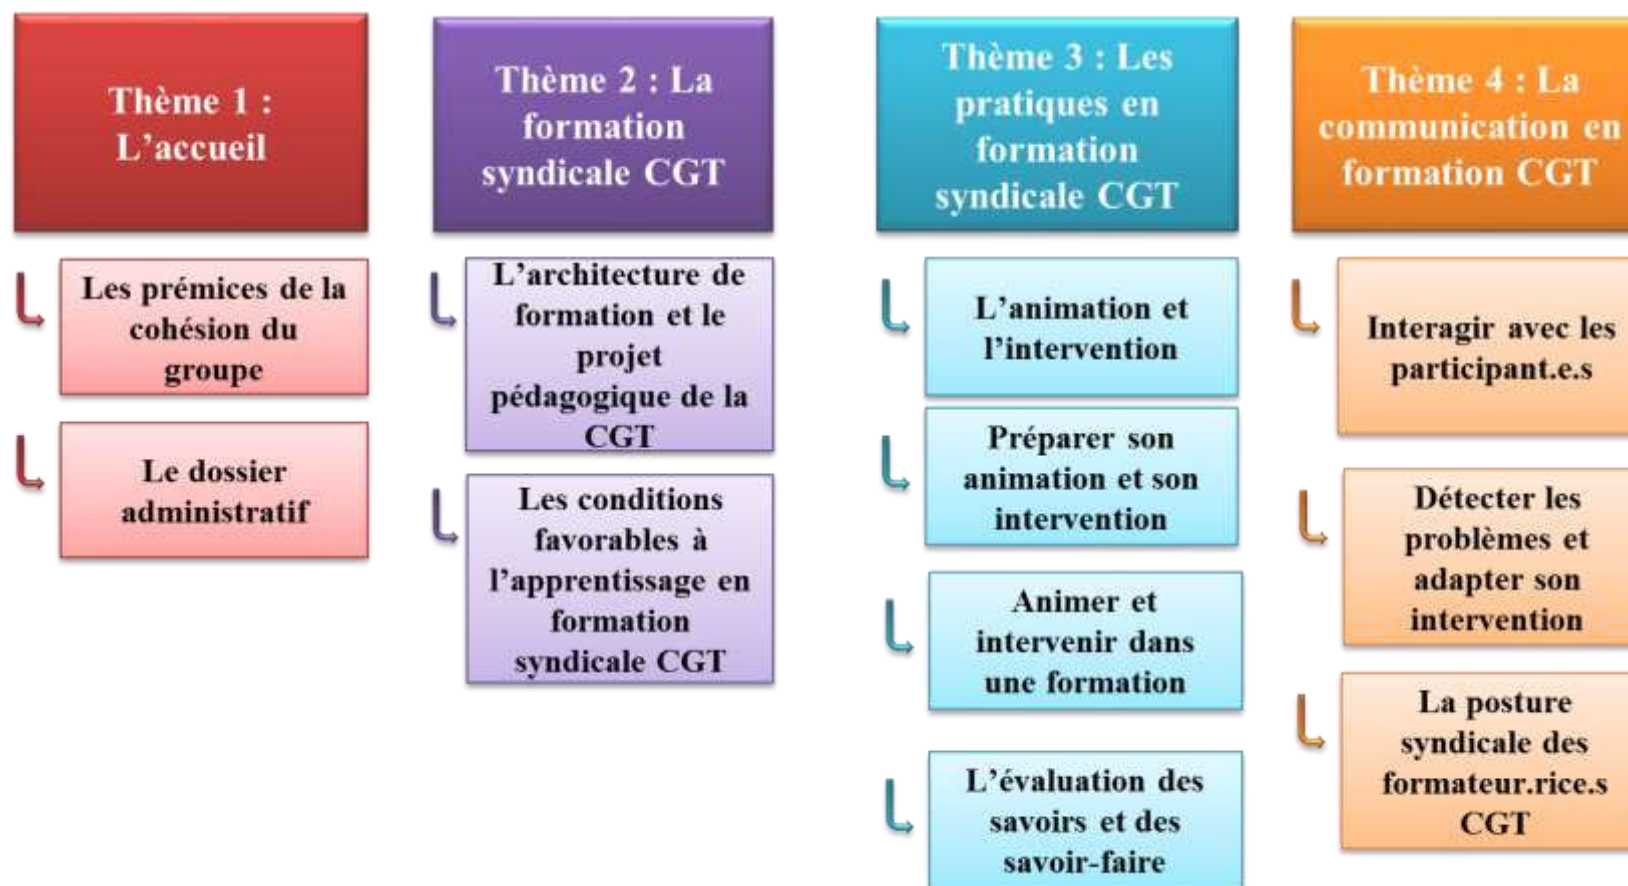 Thème 1 :
L’accueil
Les prémices de la
cohésion du
groupe
Le dossier
administratif
Thème 2 : La
formation
syndicale CGT
L’architecture de
formation et le
projet
pédagogique de la
CGT
Les conditions
favorables à
l’apprentissage en
formation
syndicale CGT
Thème 3 : Les
pratiques en
formation
syndicale CGT
L’animation et
l’intervention
Préparer son
animation et son
intervention
Animer et
intervenir dans
une formation
L’évaluation des
savoirs et des
savoir-faire
Thème 4 : La
communication en
formation CGT
Interagir avec les
participant.e.s
Détecter les
problèmes et
adapter son
intervention
La posture
syndicale des
formateur.rice.s
CGT